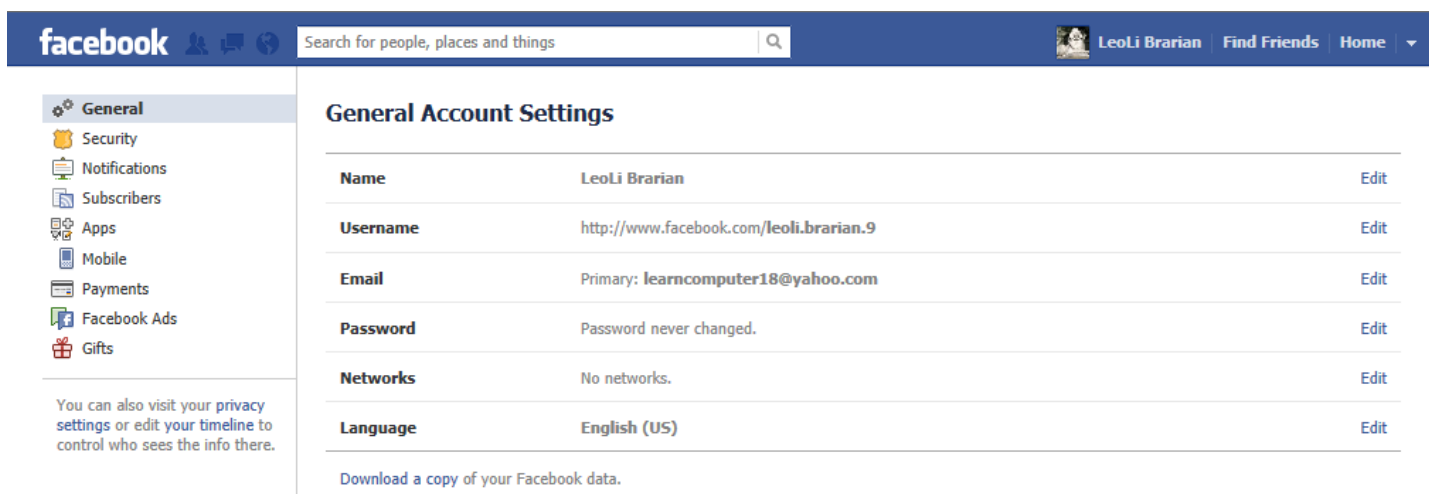 facebook Search for people, places and things LeoLi Brarian Find Friends Home
General
Security
Notifications
Subscribers
Apps
Mobile
Payments
Facebook Ads
Gifts
You can also visit your privacy
settings or edit your timeline to
control who sees the info there.
General Account Settings
Name LeoLi Brarian Edit
Username http://www.facebook.com/leoli.brarian.9 Edit
Email Primary: learncomputer18@yahoo.com Edit
Password Password never changed. Edit
Networks No networks. Edit
Language English (US) Edit
Download a copy of your Facebook data.